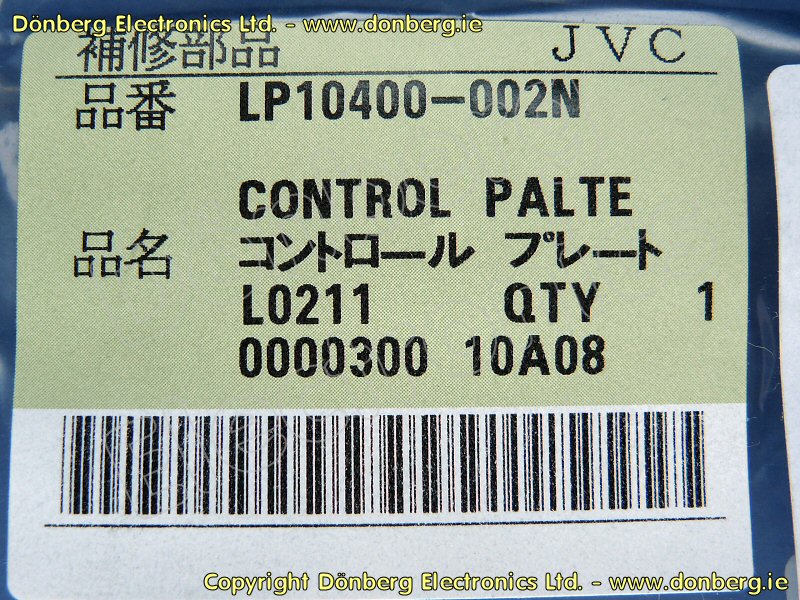 Dönberg Electronics Ltd. - www.donberg.ie
補修部品 JVC
品番 LP10400-002N
CONTROL PALTE
品名 コントロール プレート
L0211 QTY 1
0000300 10A08
Copyright Dönberg Electronics Ltd. - www.donberg.ie